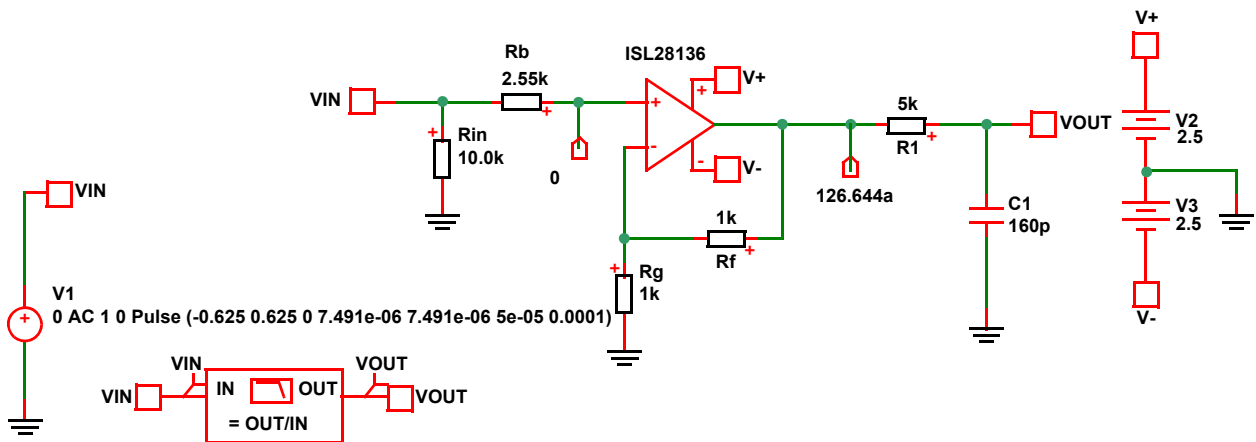 V+
Rb
2.55k
ISL28136
V+
VIN
+
+
+
V2
2.5
5k
VOUT
+
R1
+
Rin
10.0k
-
-
V-
0
126.644a
C1
160p
V3
2.5
1k
+
Rf
VIN
+
Rg
1k
V1
0 AC 1 0 Pulse (-0.625 0.625 0 7.491e-06 7.491e-06 5e-05 0.0001)
+
V-
VIN
VOUT
VIN
IN
OUT
VOUT
= OUT/IN